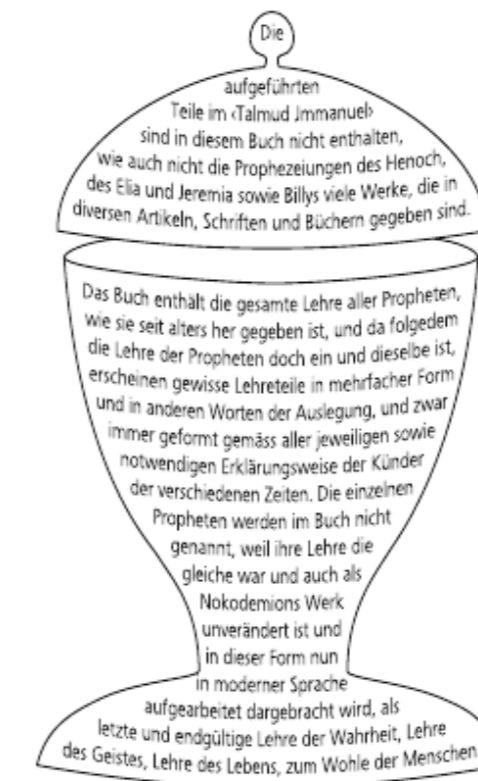 Die
aufgeführten
Teile im ‹Talmud Jmmanuel›
sind in diesem Buch nicht enthalten,
wie auch nicht die Prophezeiungen des Henoch,
des Elia und Jeremia sowie Billys viele Werke, die in
diversen Artikeln, Schriften und Büchern gegeben sind.
Das Buch enthält die gesamte Lehre aller Propheten,
wie sie seit alters her gegeben ist, und da folgedem
die Lehre der Propheten doch ein und dieselbe ist,
erscheinen gewisse Lehreteile in mehrfacher Form
und in anderen Worten der Auslegung, und zwar
immer geformt gemäss aller jeweiligen sowie
notwendigen Erklärungsweise der Künder
der verschiedenen Zeiten. Die einzelnen
Propheten werden im Buch nicht
genannt, weil ihre Lehre die
gleiche war und auch als
Nokodemions Werk
unverändert ist und
in dieser Form nun
in moderner Sprache
aufgearbeitet dargebracht wird, als
letzte und endgültige Lehre der Wahrheit, Lehre
des Geistes, Lehre des Lebens, zum Wohle der Menschen